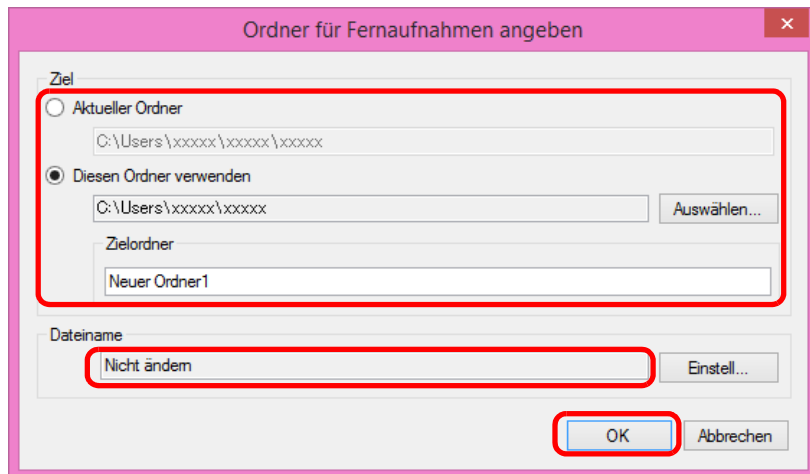 Ordner für Fernaufnahmen angeben
Ziel
Aktueller Ordner
C:\Users\xxxxx\xxxxx\xxxxx
Diesen Ordner verwenden
C:\Users\xxxxx\xxxxx
Auswählen...
Zielordner
Neuer Ordner1
Dateiname
Nicht ändern
Einstell...
OK
Abbrechen